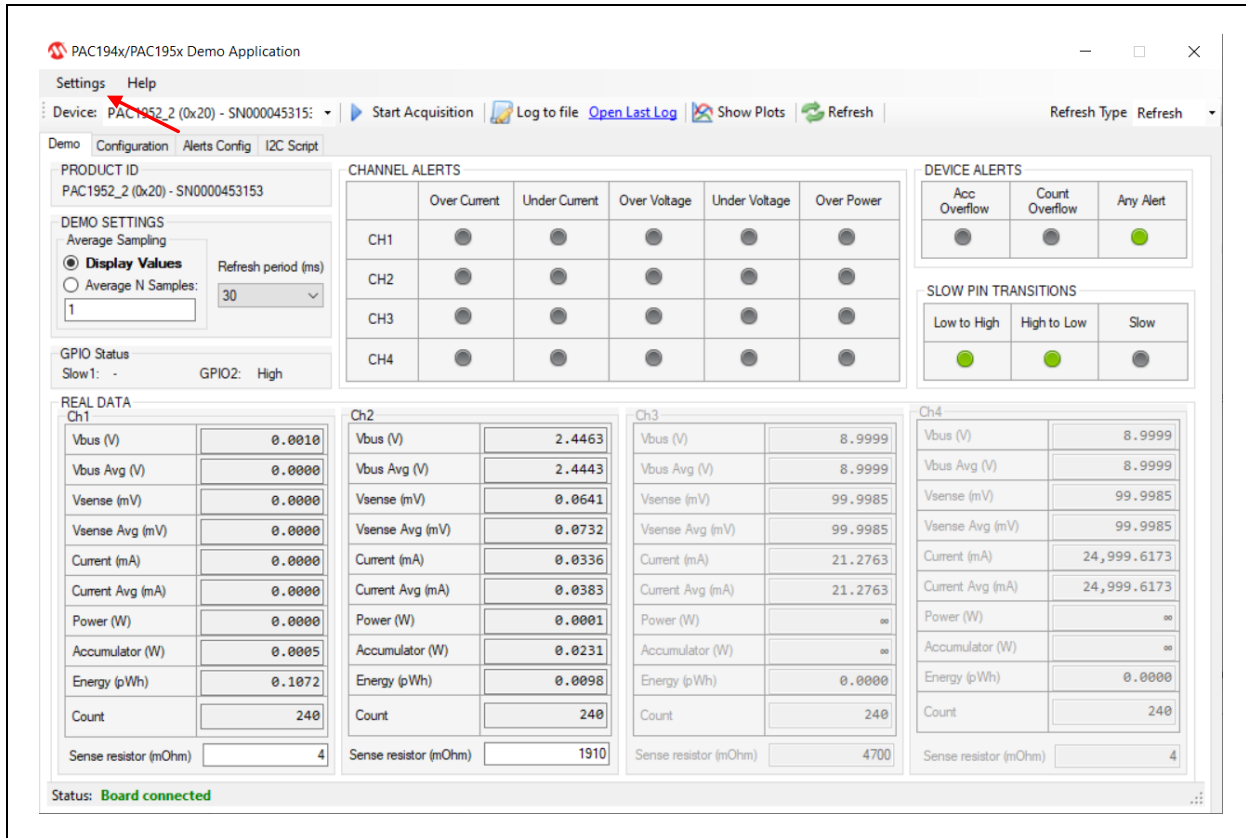 PAC194x/PAC195x Demo Application
Settings Help
Device: PAC1952_2 (0x20) - SN000045315: Start Acquisition Log to file Open Last Log Show Plots Refresh Refresh Type Refresh
Demo Configuration Alerts Config I2C Script
PRODUCT ID
PAC1952_2 (0x20) - SN0000453153
DEMO SETTINGS
Average Sampling
Display Values
Average N Samples:
1
Refresh period (ms)
30
GPIO Status
Slow1: - GPIO2: High
CHANNEL ALERTS
Over Current Under Current Over Voltage Under Voltage Over Power
CH1
CH2
CH3
CH4
DEVICE ALERTS
Acc Overflow Count Overflow Any Alert
SLOW PIN TRANSITIONS
Low to High High to Low Slow
REAL DATA
Ch1
Vbus (V) 0.0010
Vbus Avg (V) 0.0000
Vsense (mV) 0.0000
Vsense Avg (mV) 0.0000
Current (mA) 0.0000
Current Avg (mA) 0.0000
Power (W) 0.0000
Accumulator (W) 0.0005
Energy (pWh) 0.1072
Count 240
Sense resistor (mOhm) 4
Ch2
Vbus (V) 2.4463
Vbus Avg (V) 2.4443
Vsense (mV) 0.0641
Vsense Avg (mV) 0.0732
Current (mA) 0.0336
Current Avg (mA) 0.0383
Power (W) 0.0001
Accumulator (W) 0.0231
Energy (pWh) 0.0098
Count 240
Sense resistor (mOhm) 1910
Ch3
Vbus (V) 8.9999
Vbus Avg (V) 8.9999
Vsense (mV) 99.9985
Vsense Avg (mV) 99.9985
Current (mA) 21.2763
Current Avg (mA) 21.2763
Power (W) ∞
Accumulator (W) ∞
Energy (pWh) 0.0000
Count 240
Sense resistor (mOhm) 4700
Ch4
Vbus (V) 8.9999
Vbus Avg (V) 8.9999
Vsense (mV) 99.9985
Vsense Avg (mV) 99.9985
Current (mA) 24,999.6173
Current Avg (mA) 24,999.6173
Power (W) ∞
Accumulator (W) ∞
Energy (pWh) 0.0000
Count 240
Sense resistor (mOhm) 4
Status: Board connected